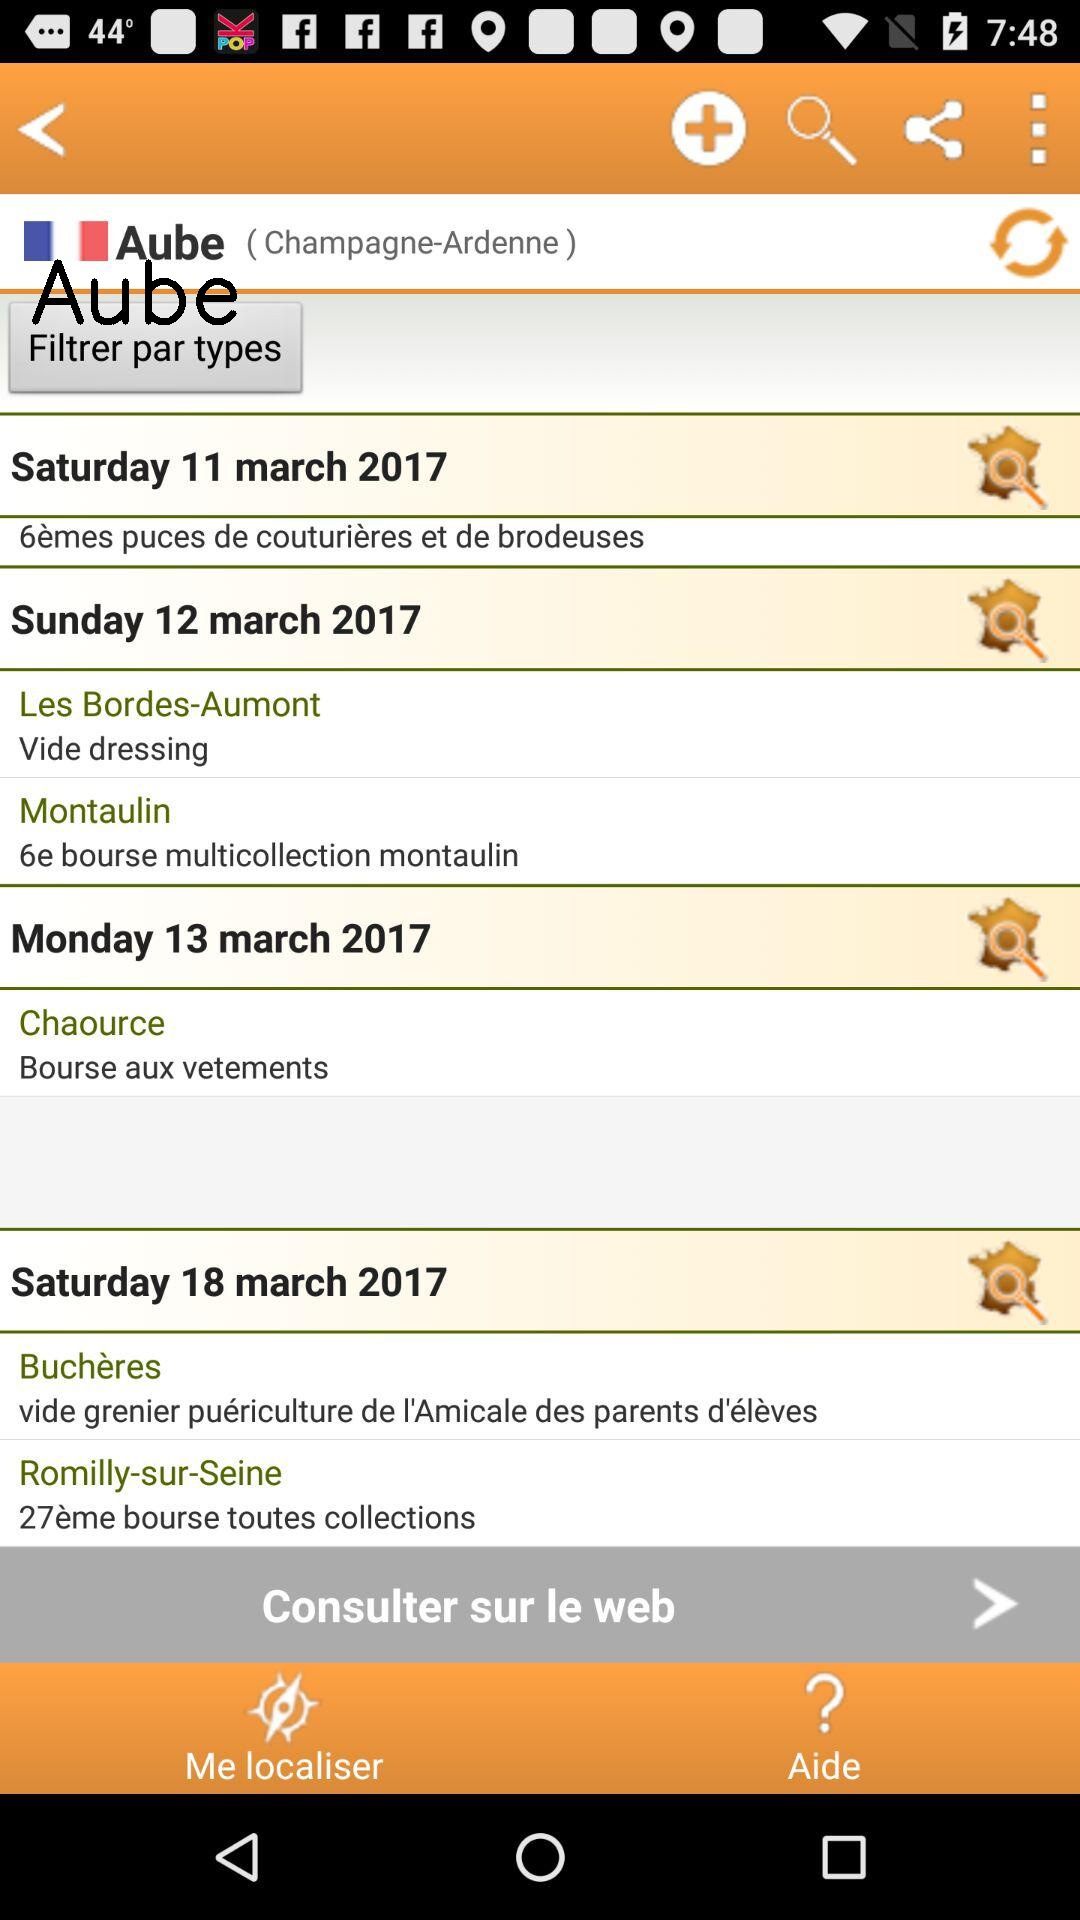 44°
POP
7:48
Aube ( Champagne-Ardenne )
Aube
Filtrer par types
Saturday 11 march 2017
6èmes puces de couturières et de brodeuses
Sunday 12 march 2017
Les Bordes-Aumont
Vide dressing
Montaulin
6e bourse multicollection montaulin
Monday 13 march 2017
Chaource
Bourse aux vetements
Saturday 18 march 2017
Buchères
vide grenier puériculture de l'Amicale des parents d'élèves
Romilly-sur-Seine
27ème bourse toutes collections
Consulter sur le web
Me localiser
Aide